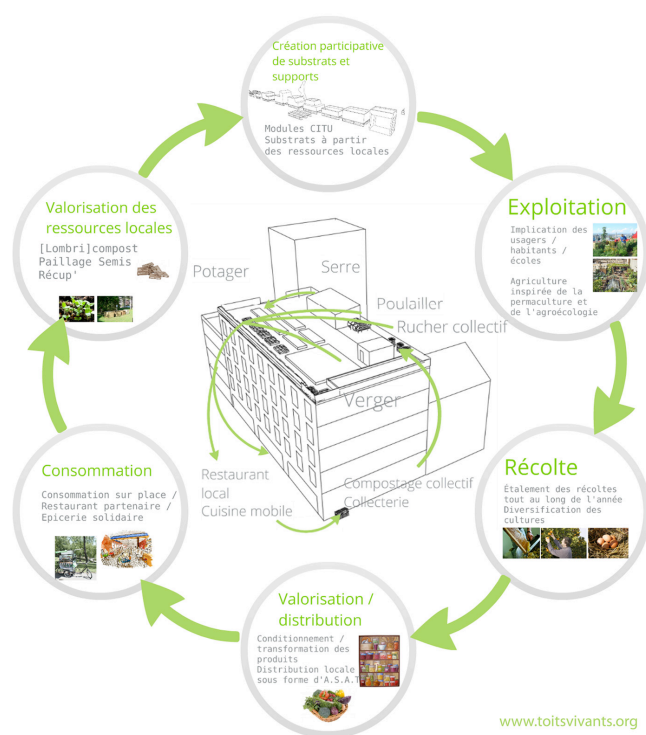 Création participative
de substrats et
supports
Modules CITU
Substrats à partir
des ressources locales
Exploitation
Implication des
usagers /
habitants /
écoles
Agriculture
inspirée de la
permaculture et
de l'agroécologie
Récolte
Étalement des récoltes
tout au long de l'année
Diversification des
cultures
Valorisation /
distribution
Conditionnement /
transformation des
produits
Distribution locale
sous forme d'A.S.A.T
Consommation
Consommation sur place /
Restaurant partenaire /
Epicerie solidaire
Valorisation des
ressources locales
[Lombri]compost
Paillage Semis
Récup'
Potager
Serre
Poulailler
Rucher collectif
Verger
Restaurant
local
Cuisine mobile
Compostage collectif
Collecterie
www.toitsvivants.org